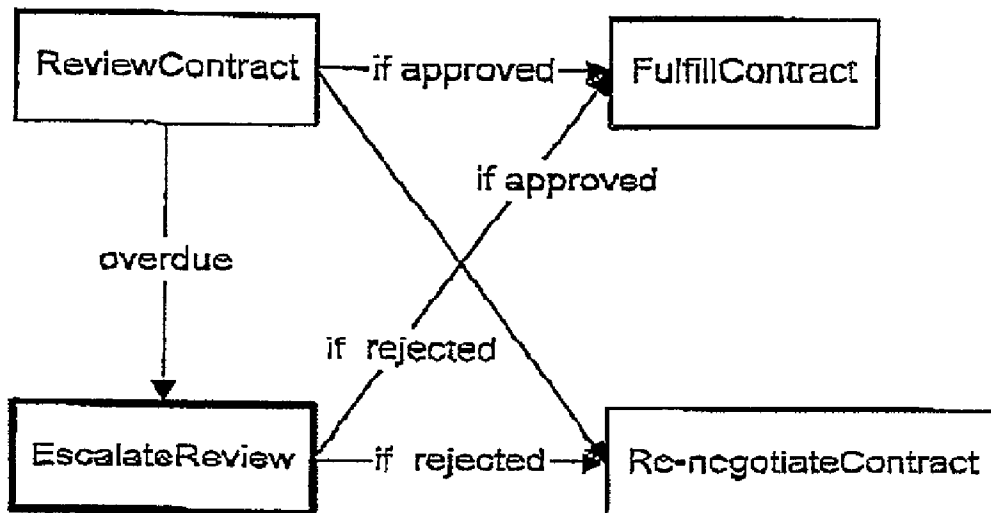 ReviewContract
if approved
FulfillContract
if approved
overdue
if rejected
EscalateReview
if rejected
Re-negotiateContract